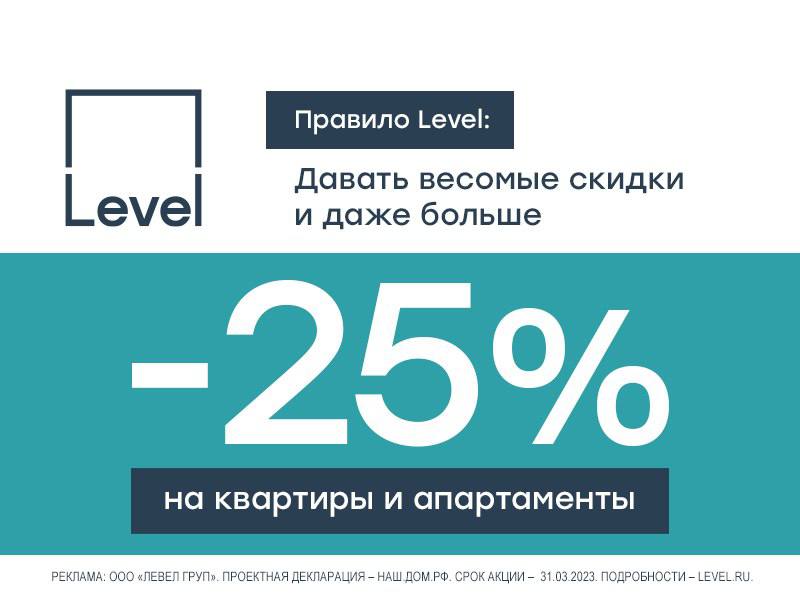 Level
Правило Level:
Давать весомые скидки
и даже больше
-25%
на квартиры и апартаменты
РЕКЛАМА: ООО «ЛЕВЕЛ ГРУП». ПРОЕКТНАЯ ДЕКЛАРАЦИЯ – НАШ.ДОМ.РФ. СРОК АКЦИИ – 31.03.2023. ПОДРОБНОСТИ – LEVEL.RU.